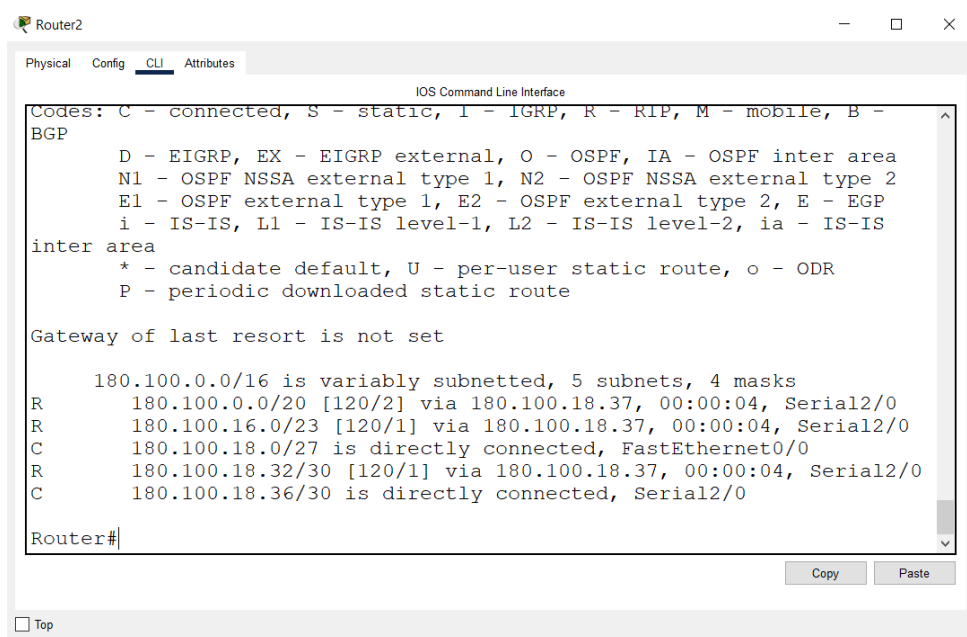 Router2
Physical Config CLI Attributes
IOS Command Line Interface
Codes: C - connected, S - static, I - IGRP, R - RIP, M - mobile, B -
BGP
D - EIGRP, EX - EIGRP external, O - OSPF, IA - OSPF inter area
N1 - OSPF NSSA external type 1, N2 - OSPF NSSA external type 2
E1 - OSPF external type 1, E2 - OSPF external type 2, E - EGP
i - IS-IS, L1 - IS-IS level-1, L2 - IS-IS level-2, ia - IS-IS
inter area
* - candidate default, U - per-user static route, o - ODR
P - periodic downloaded static route
Gateway of last resort is not set
180.100.0.0/16 is variably subnetted, 5 subnets, 4 masks
R 180.100.0.0/20 [120/2] via 180.100.18.37, 00:00:04, Serial2/0
R 180.100.16.0/23 [120/1] via 180.100.18.37, 00:00:04, Serial2/0
C 180.100.18.0/27 is directly connected, FastEthernet0/0
R 180.100.18.32/30 [120/1] via 180.100.18.37, 00:00:04, Serial2/0
C 180.100.18.36/30 is directly connected, Serial2/0
Router#
Copy Paste
Top